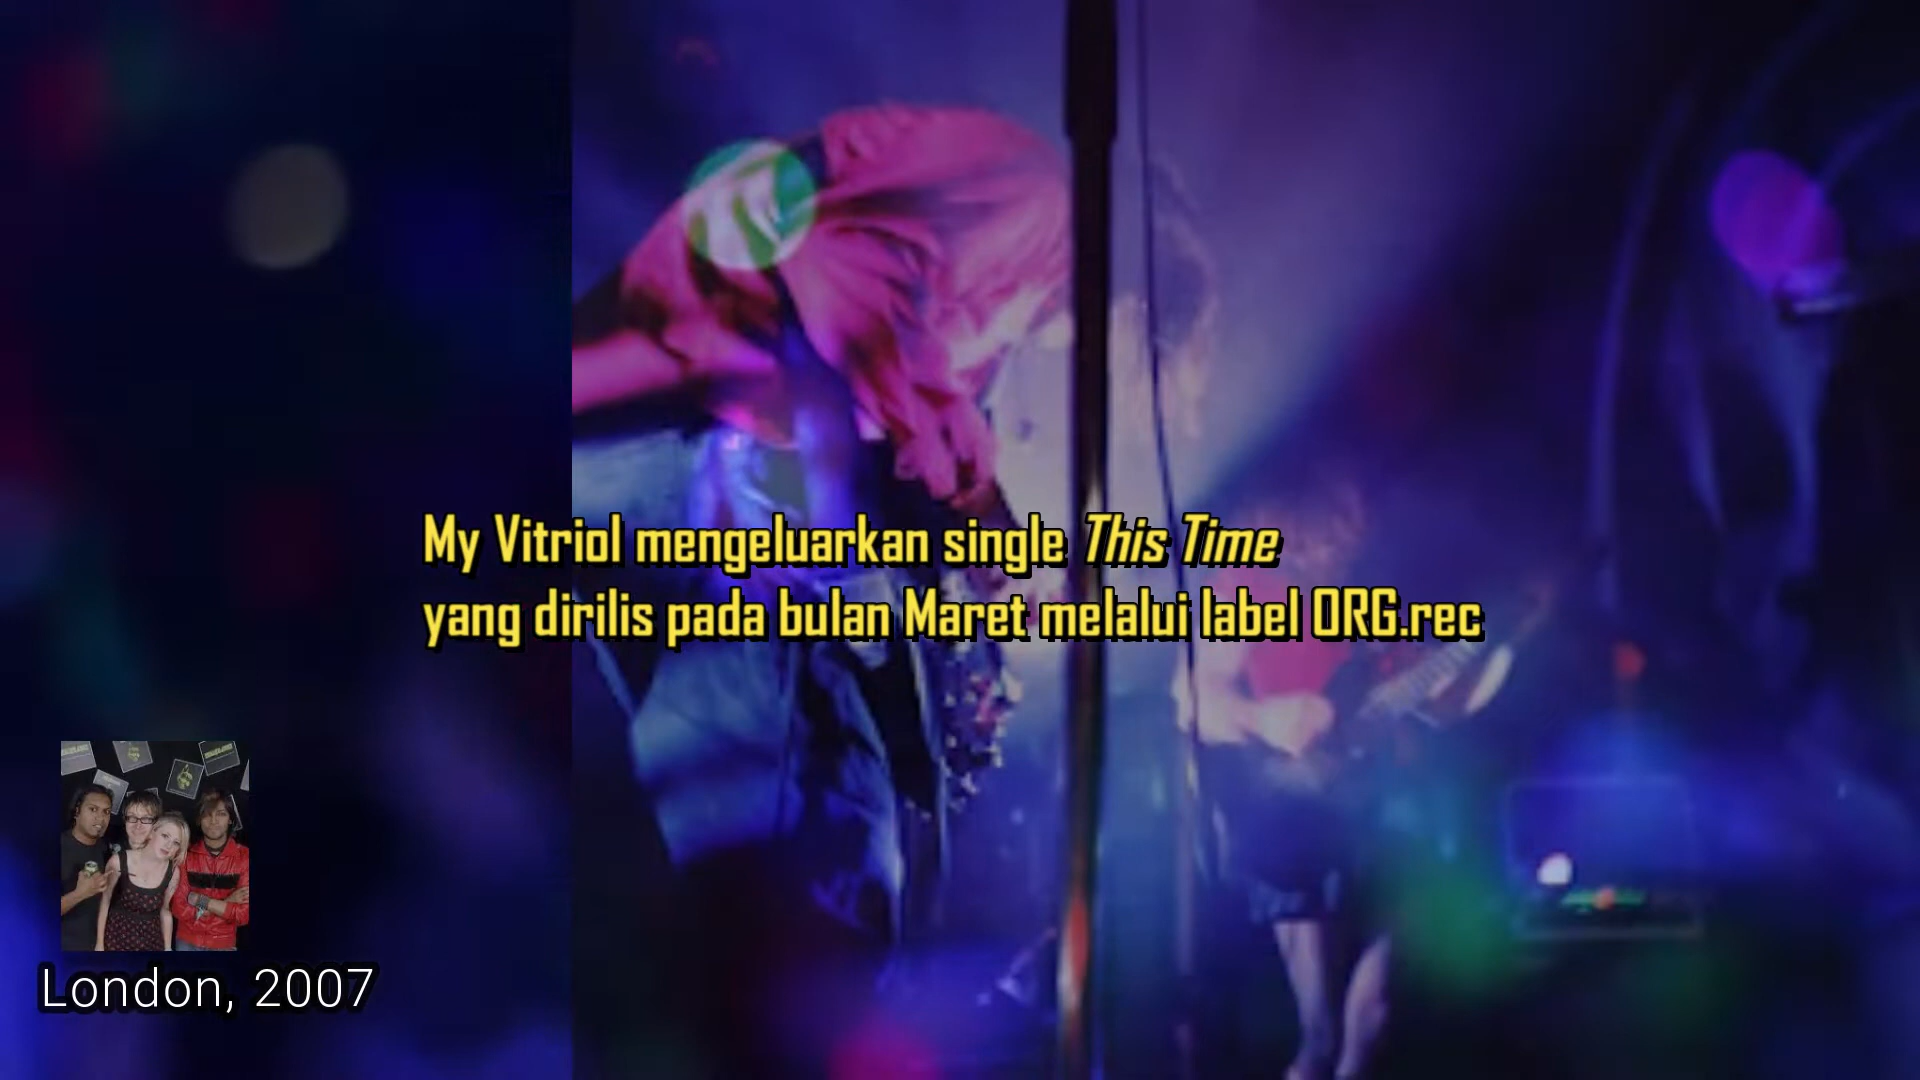 My Vitriol mengeluarkan single This Time
yang dirilis pada bulan Maret melalui label ORG.rec
London, 2007